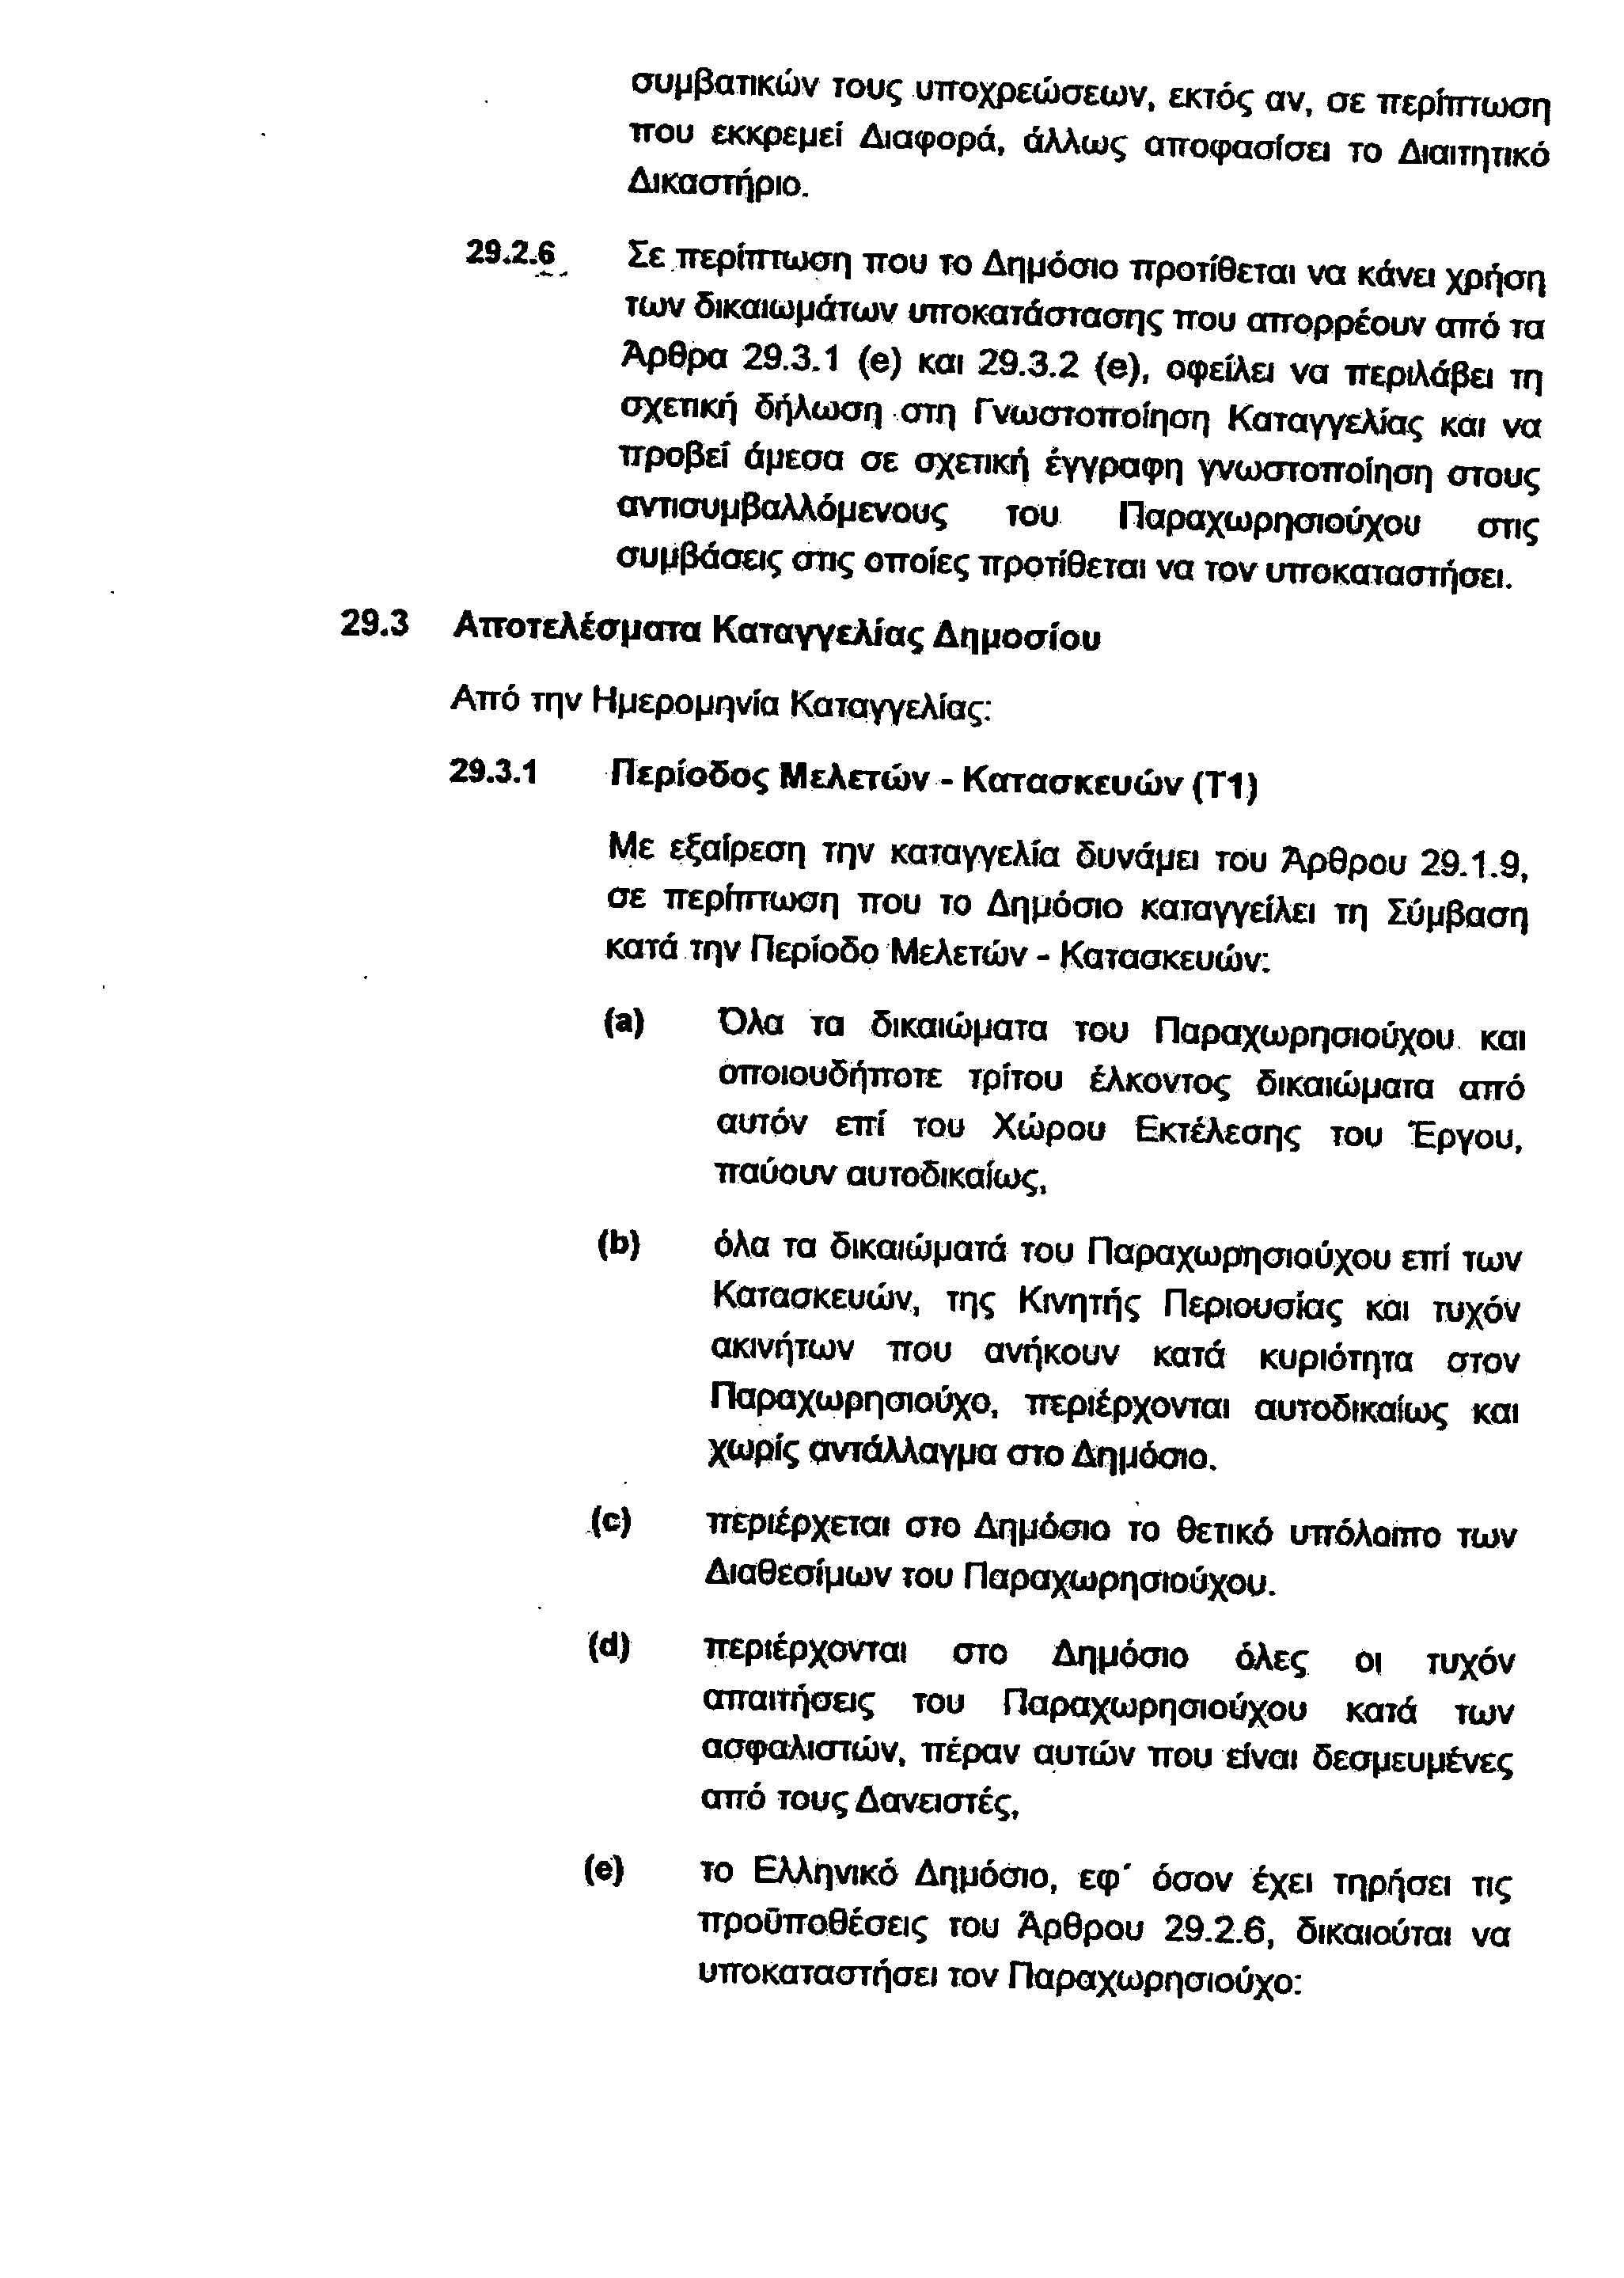 συμβατικών τους υποχρεώσεων, εκτός αν, σε περίπτωση
που εκκρεμεί Διαφορά, άλλως αποφασίσει το Διαιτητικό
Δικαστήριο.
29.2.6 Σε περίπτωση που το Δημόσιο προτίθεται να κάνει χρήση
των δικαιωμάτων υποκατάστασης που απορρέουν από τα
Άρθρα 29.3.1 (e) και 29.3.2 (e), οφείλει να περιλάβει τη
σχετική δήλωση στη Γνωστοποίηση Καταγγελίας και να
προβεί άμεσα σε σχετική έγγραφη γνωστοποίηση στους
αντισυμβαλλόμενους του Παραχωρησιούχου στις
συμβάσεις στις οποίες προτίθεται να τον υποκαταστήσει.
29.3 Αποτελέσματα Καταγγελίας Δημοσίου
Από την Ημερομηνία Καταγγελίας:
29.3.1 Περίοδος Μελετών - Κατασκευών (Τ1)
Με εξαίρεση την καταγγελία δυνάμει του Άρθρου 29.1.9,
σε περίπτωση που το Δημόσιο καταγγείλει τη Σύμβαση
κατά την Περίοδο Μελετών - Κατασκευών:
(a) Όλα τα δικαιώματα του Παραχωρησιούχου και
οποιουδήποτε τρίτου έλκοντος δικαιώματα από
αυτόν επί του Χώρου Εκτέλεσης του Έργου,
παύουν αυτοδικαίως,
(b) όλα τα δικαιώματά του Παραχωρησιούχου επί των
Κατασκευών, της Κινητής Περιουσίας και τυχόν
ακινήτων που ανήκουν κατά κυριότητα στον
Παραχωρησιούχο, περιέρχονται αυτοδικαίως και
χωρίς αντάλλαγμα στο Δημόσιο.
(c) περιέρχεται στο Δημόσιο το θετικό υπόλοιπο των
Διαθεσίμων του Παραχωρησιούχου.
(d) περιέρχονται στο Δημόσιο όλες οι τυχόν
απαιτήσεις του Παραχωρησιούχου κατά των
ασφαλιστών, πέραν αυτών που είναι δεσμευμένες
από τους Δανειστές,
(e) το Ελληνικό Δημόσιο, εφ΄ όσον έχει τηρήσει τις
προϋποθέσεις του Άρθρου 29.2.6, δικαιούται να
υποκαταστήσει τον Παραχωρησιούχο: